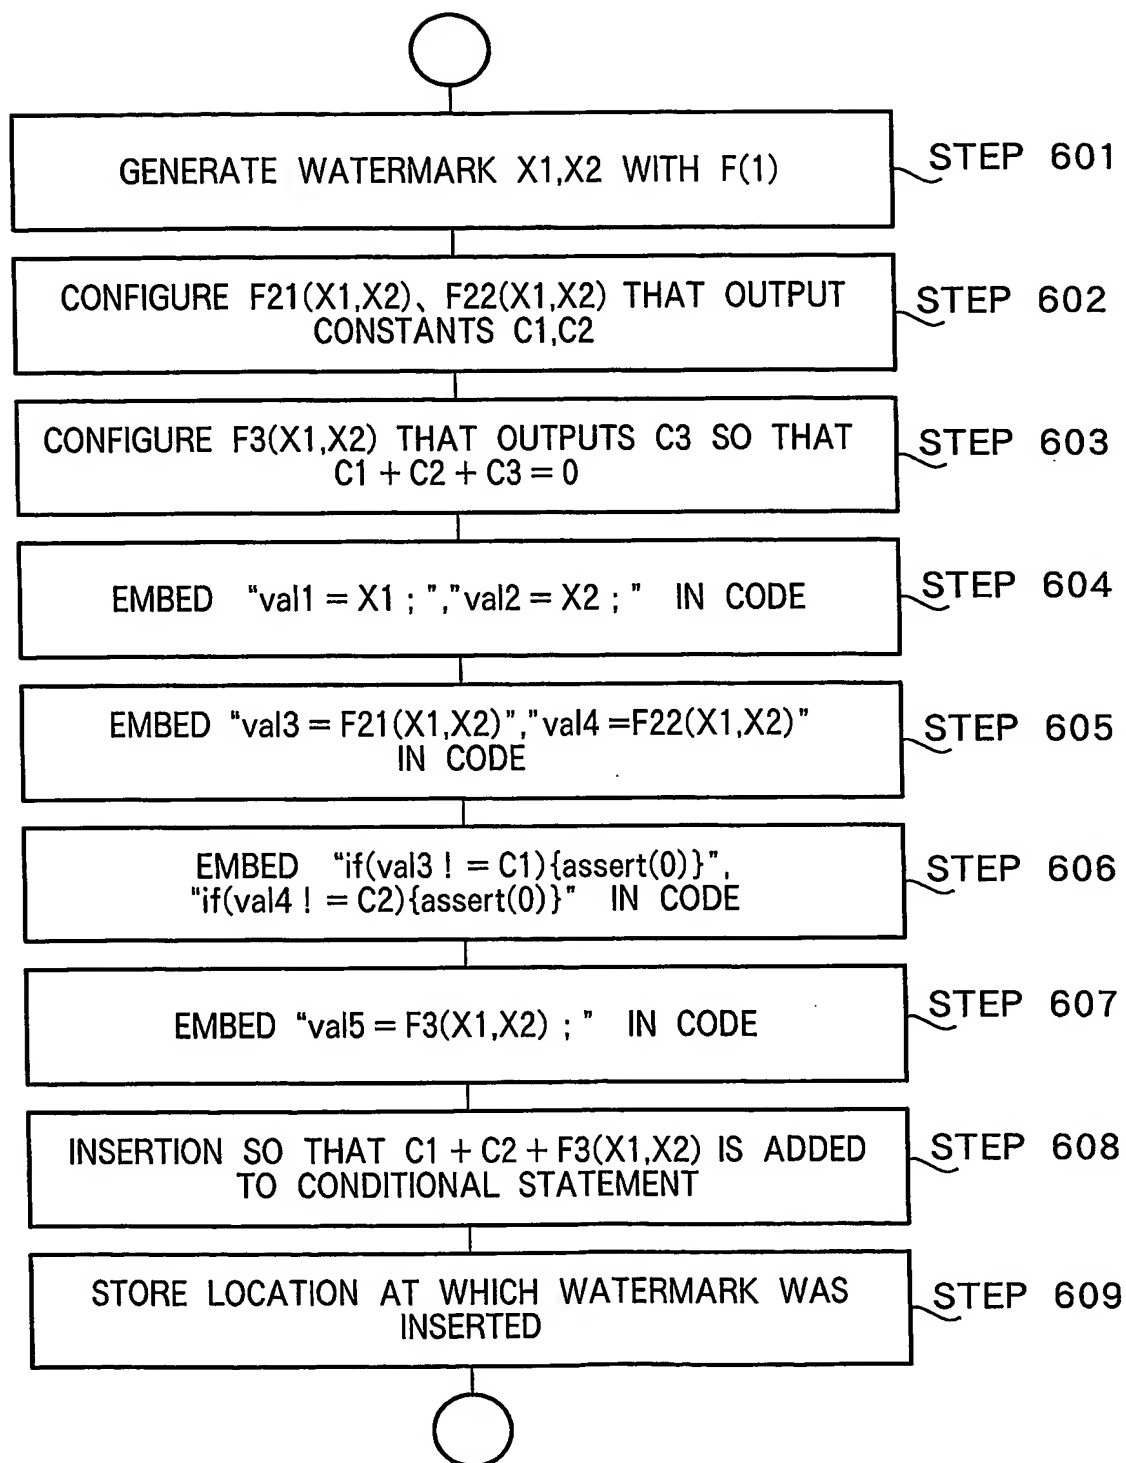 GENERATE WATERMARK X1,X2 WITH F(1)
STEP 601
CONFIGURE F21(X1,X2)、F22(X1,X2) THAT OUTPUT
CONSTANTS C1,C2
STEP 602
CONFIGURE F3(X1,X2) THAT OUTPUTS C3 SO THAT
C1 + C2 + C3 = 0
STEP 603
EMBED “val1 = X1 ; ”,“val2 = X2 ; ” IN CODE
STEP 604
EMBED “val3 = F21(X1,X2)”,“val4 =F22(X1,X2)”
IN CODE
STEP 605
EMBED “if(val3 ! = C1){assert(0)}”,
“if(val4 ! = C2){assert(0)}” IN CODE
STEP 606
EMBED “val5 = F3(X1,X2) ; ” IN CODE
STEP 607
INSERTION SO THAT C1 + C2 + F3(X1,X2) IS ADDED
TO CONDITIONAL STATEMENT
STEP 608
STORE LOCATION AT WHICH WATERMARK WAS
INSERTED
STEP 609